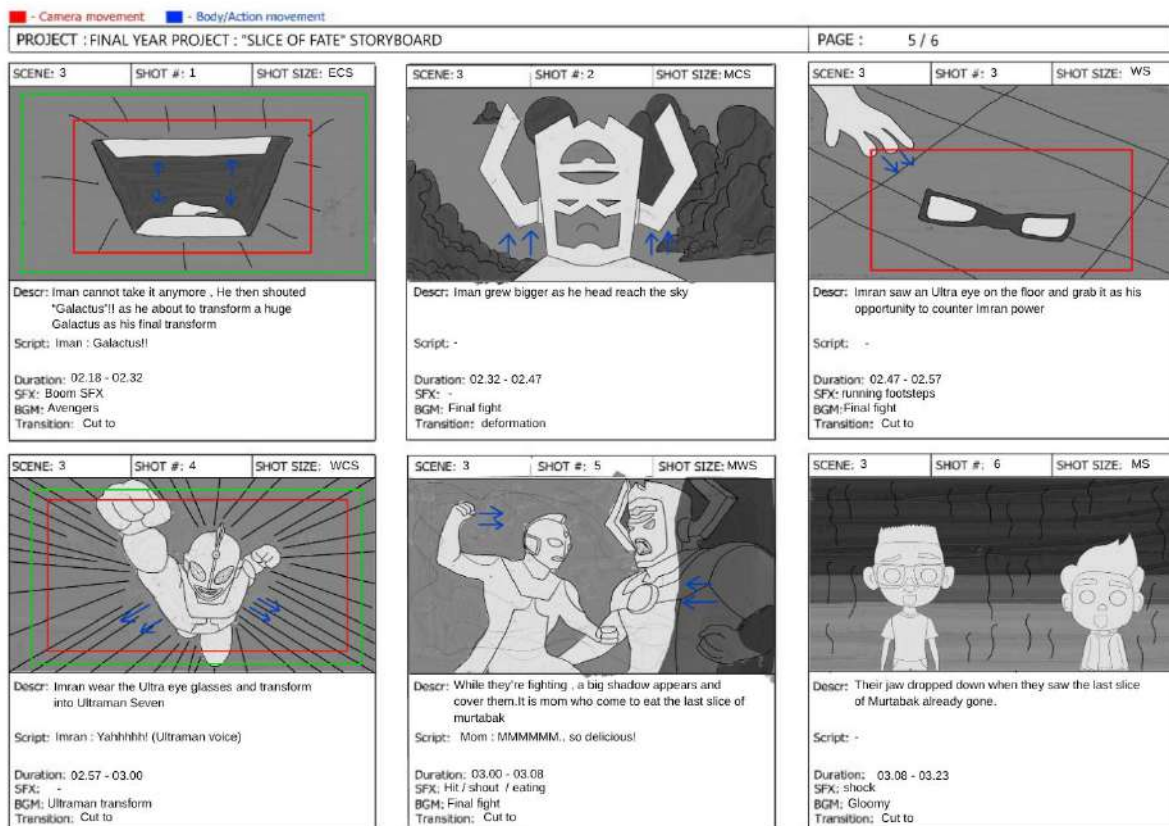 - Camera movement - Body/Action movement
PROJECT : FINAL YEAR PROJECT : "SLICE OF FATE" STORYBOARD PAGE : 5 / 6
SCENE: 3 SHOT #: 1 SHOT SIZE: ECS
Descr: Iman cannot take it anymore , He then shouted
"Galactus"!! as he about to transform a huge
Galactus as his final transform
Script: Iman : Galactus!!
Duration: 02.18 - 02.32
SFX: Boom SFX
BGM: Avengers
Transition: Cut to
SCENE: 3 SHOT #: 2 SHOT SIZE: MCS
Descr: Iman grew bigger as he head reach the sky
Script: -
Duration: 02.32 - 02.47
SFX: -
BGM: Final fight
Transition: deformation
SCENE: 3 SHOT #: 3 SHOT SIZE: WS
Descr: Imran saw an Ultra eye on the floor and grab it as his
opportunity to counter Imran power
Script: -
Duration: 02.47 - 02.57
SFX: running footsteps
BGM: Final fight
Transition: Cut to
SCENE: 3 SHOT #: 4 SHOT SIZE: WCS
Descr: Imran wear the Ultra eye glasses and transform
into Ultraman Seven
Script: Imran : Yahhhhh! (Ultraman voice)
Duration: 02.57 - 03.00
SFX: -
BGM: Ultraman transform
Transition: Cut to
SCENE: 3 SHOT #: 5 SHOT SIZE: MWS
Descr: While they're fighting , a big shadow appears and
cover them.It is mom who come to eat the last slice of
murtabak
Script: Mom : MMMMMM.. so delicious!
Duration: 03.00 - 03.08
SFX: Hit / shout / eating
BGM: Final fight
Transition: Cut to
SCENE: 3 SHOT #: 6 SHOT SIZE: MS
Descr: Their jaw dropped down when they saw the last slice
of Murtabak already gone.
Script: -
Duration: 03.08 - 03.23
SFX: shock
BGM: Gloomy
Transition: Cut to